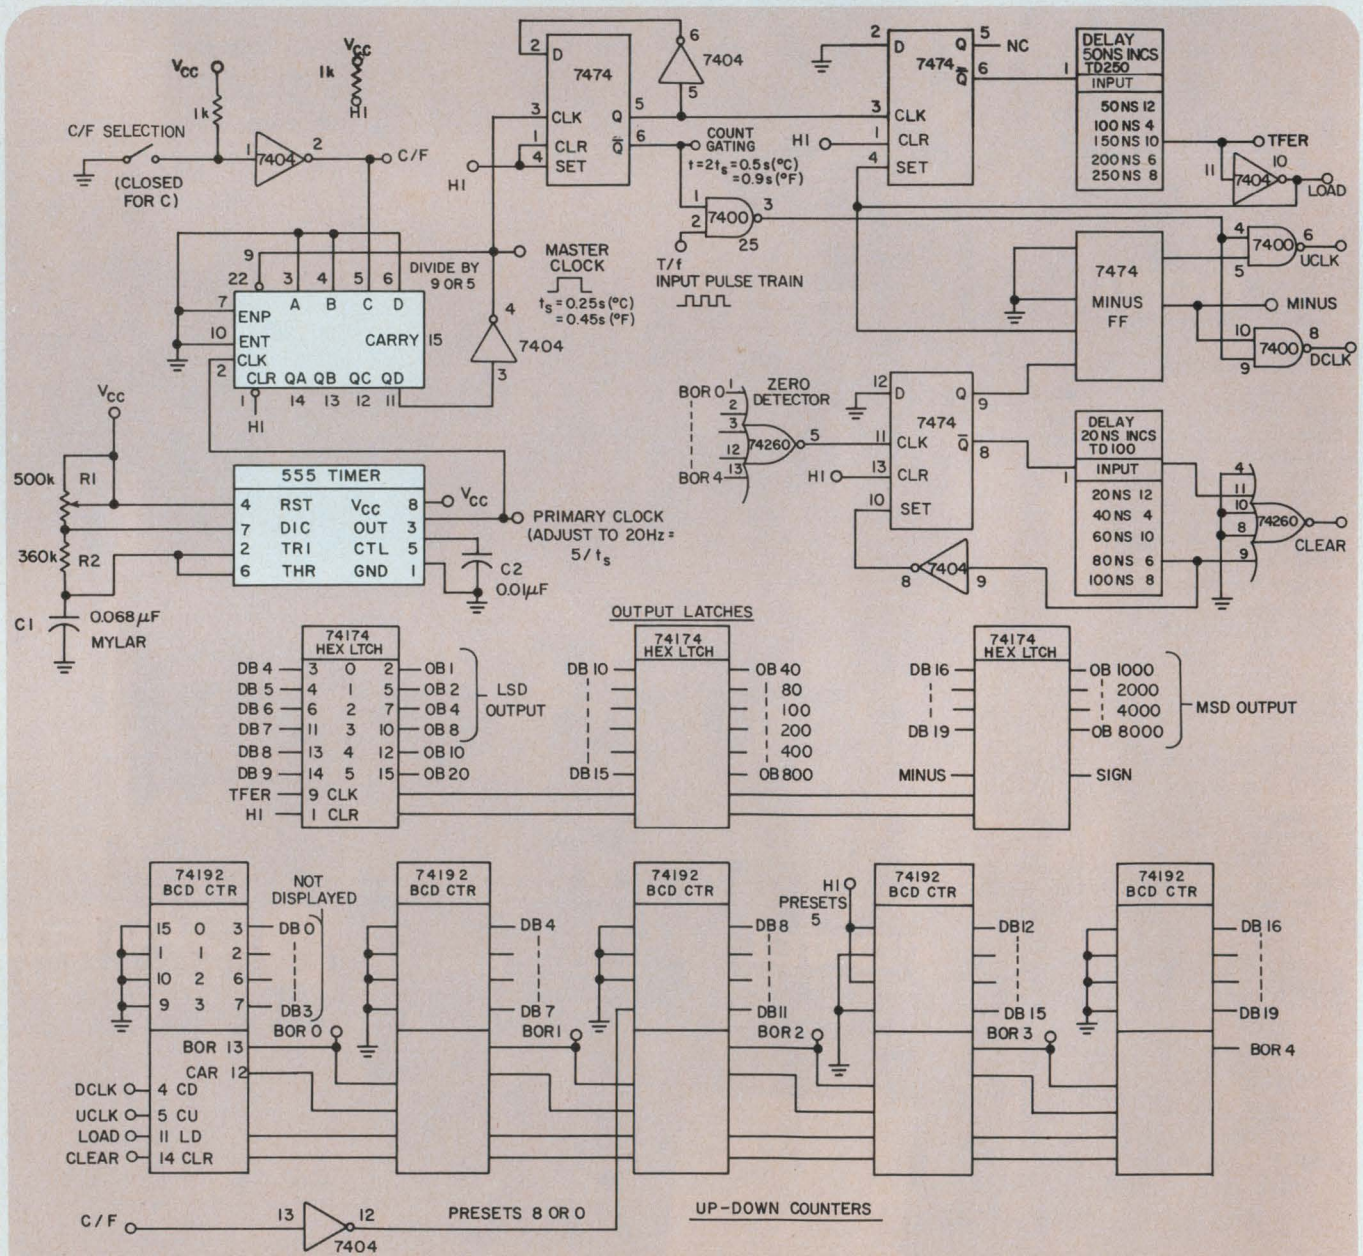 VCC
1k
VCC
1k
HI
C/F SELECTION
(CLOSED
FOR C)
1
7404
2
C/F
2
D
7474
3
CLK
Q
5
1
CLR
Q̄
6
4
SET
HI
6
7404
5
COUNT
GATING
t=2ts=0.5s(°C)
=0.9s(°F)
2
D
Q
5
NC
7474
Q̄
6
3
CLK
HI
1
CLR
4
SET
DELAY
50NS INCS
TD250
1
INPUT
50NS 12
100NS 4
150NS 10
200NS 6
250NS 8
TFER
11
7404
10
LOAD
1
2
7400
3
25
T/f
INPUT PULSE TRAIN
9
22
3
4
5
6
DIVIDE BY
9 OR 5
7
ENP
A
B
C
D
10
ENT
CARRY
15
CLK
2
CLR
QA
QB
QC
QD
1
14
13
12
11
HI
MASTER
CLOCK
ts=0.25s(°C)
=0.45s(°F)
4
7404
3
7474
MINUS
FF
4
7400
6
5
UCLK
MINUS
10
7400
8
9
DCLK
BOR 0
1
2
3
12
13
BOR 4
ZERO
DETECTOR
74260
5
12
D
Q
9
7474
11
CLK
Q̄
8
HI
13
CLR
10
SET
8
7404
9
DELAY
20NS INCS
TD100
INPUT
1
20NS 12
40NS 4
60NS 10
80NS 6
100NS 8
4
11
10
8
9
74260
CLEAR
VCC
500k
R1
360k
R2
C1
0.068µF
MYLAR
555 TIMER
4 RST VCC 8
7 DIC OUT 3
2 TRI CTL 5
6 THR GND 1
VCC
C2
0.01µF
PRIMARY CLOCK
(ADJUST TO 20Hz=
5/ts
OUTPUT LATCHES
74174
HEX LTCH
DB 4 3 0 2 OB 1
DB 5 4 1 5 OB 2
DB 6 6 2 7 OB 4
DB 7 11 3 10 OB 8
DB 8 13 4 12 OB 10
DB 9 14 5 15 OB 20
TFER 9 CLK
HI 1 CLR
LSD
OUTPUT
74174
HEX LTCH
DB 10
DB 15
OB 40
80
100
200
400
OB 800
74174
HEX LTCH
DB 16
DB 19
MINUS
OB 1000
2000
4000
OB 8000
MSD OUTPUT
SIGN
74192
BCD CTR
NOT
DISPLAYED
15 0 3 DB 0
1 1 2
10 2 6
9 3 7 DB3
BOR 0
BOR 13
CAR 12
DCLK 4 CD
UCLK 5 CU
LOAD 11 LD
CLEAR 14 CLR
74192
BCD CTR
DB 4
DB 7
BOR 1
74192
BCD CTR
DB8
DB11
BOR 2
HI
PRESETS
5
74192
BCD CTR
DB12
DB 15
BOR 3
74192
BCD CTR
DB 16
DB 19
BOR 4
C/F
13
12
7404
PRESETS 8 OR 0
UP-DOWN COUNTERS